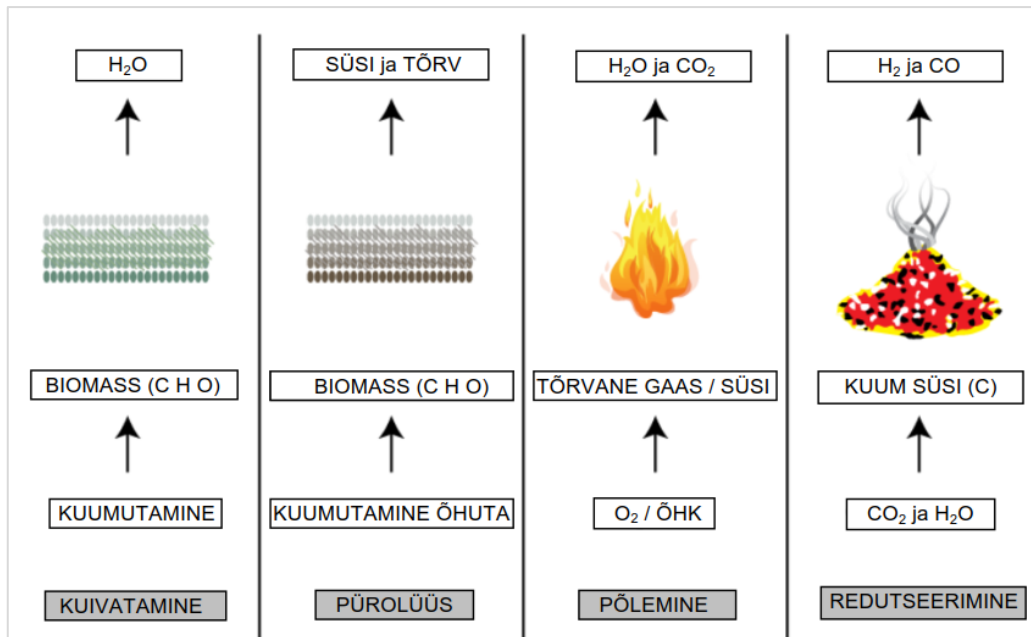 H₂O
SÜSI ja TÕRV
H₂O ja CO₂
H₂ ja CO
BIOMASS (C H O)
BIOMASS (C H O)
TÕRVANE GAAS / SÜSI
KUUM SÜSI (C)
KUUMUTAMINE
KUUMUTAMINE ÕHUTA
O₂ / ÕHK
CO₂ ja H₂O
KUIVATAMINE
PÜROLÜÜS
PÕLEMINE
REDUTSEERIMINE